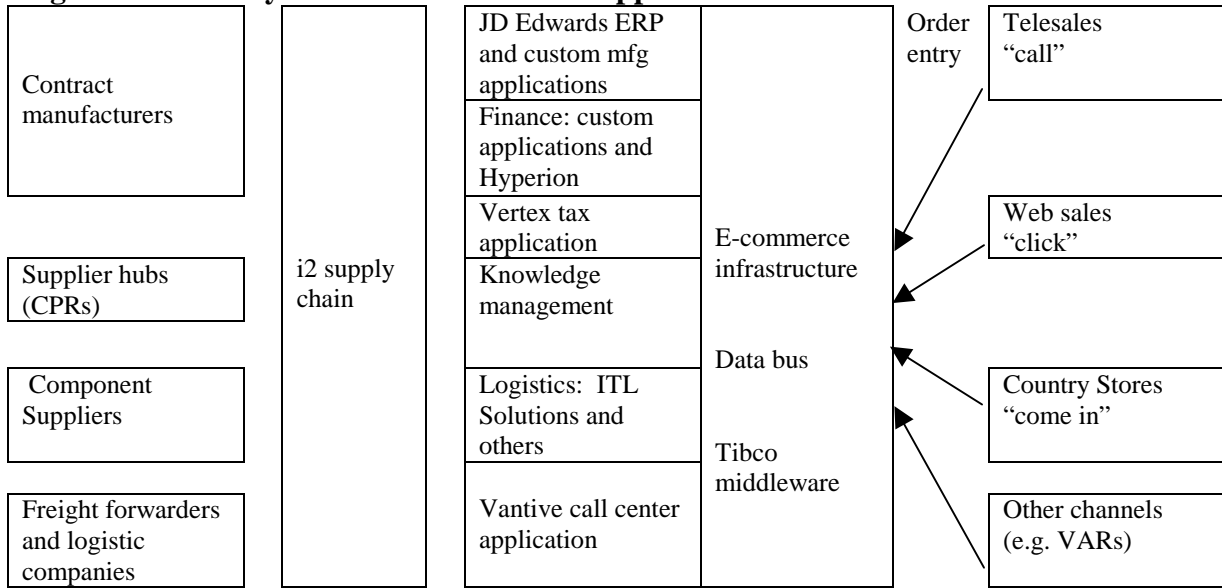 Contract
manufacturers
Supplier hubs
(CPRs)
Component
Suppliers
Freight forwarders
and logistic
companies
i2 supply
chain
JD Edwards ERP
and custom mfg
applications
Finance: custom
applications and
Hyperion
Vertex tax
application
Knowledge
management
Logistics: ITL
Solutions and
others
Vantive call center
application
E-commerce
infrastructure
Data bus
Tibco
middleware
Order
entry
Telesales
“call”
Web sales
“click”
Country Stores
“come in”
Other channels
(e.g. VARs)